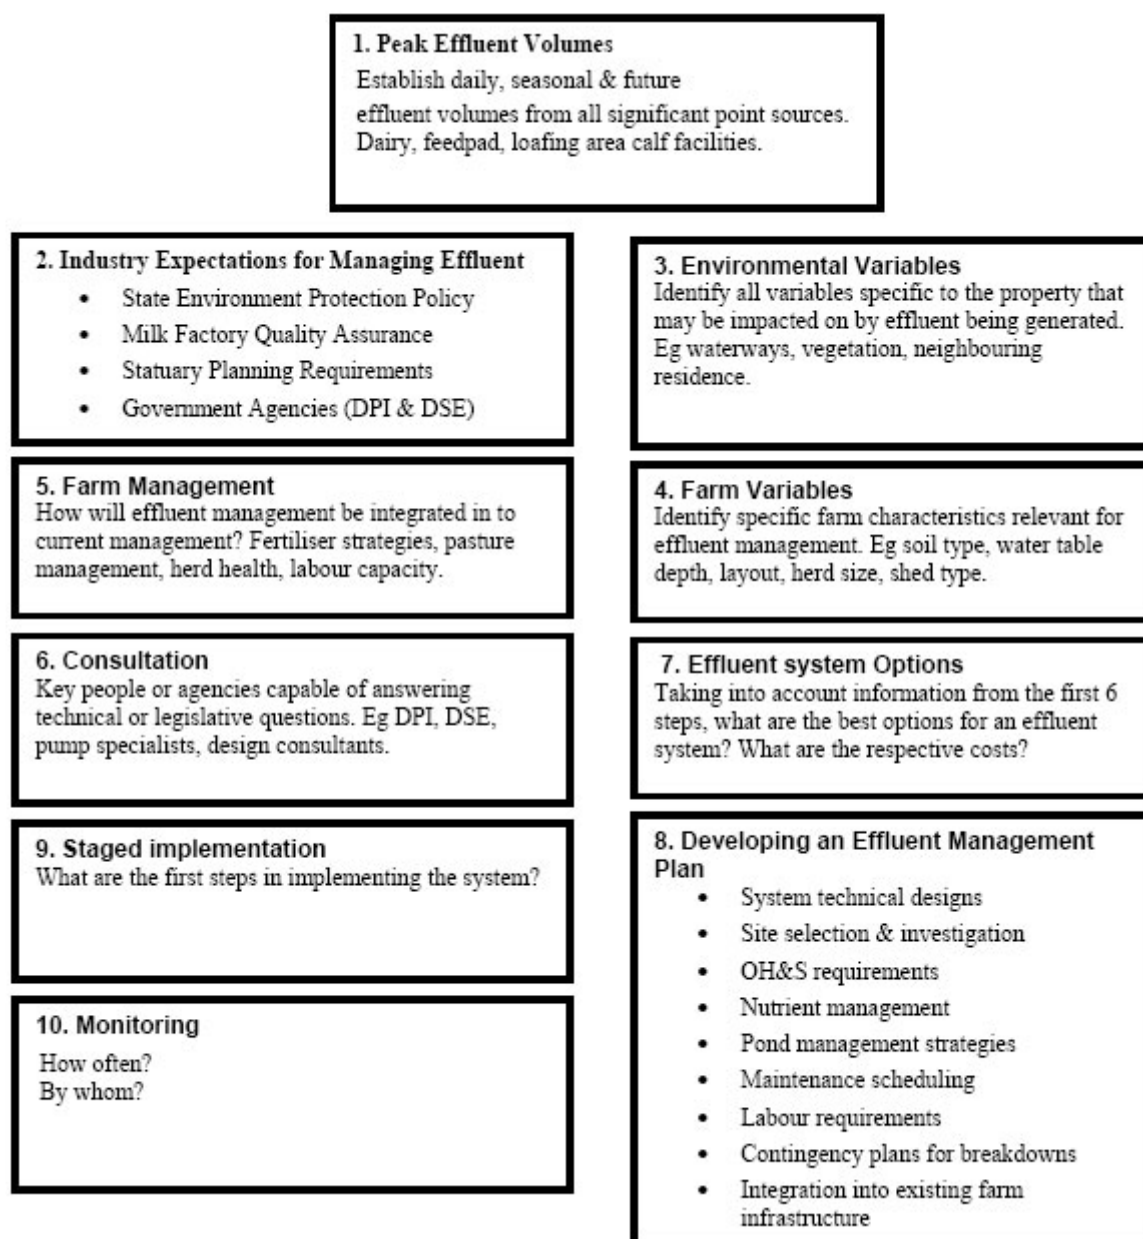 1. Peak Effluent Volumes
Establish daily, seasonal & future
effluent volumes from all significant point sources.
Dairy, feedpad, loafing area calf facilities.
2. Industry Expectations for Managing Effluent
• State Environment Protection Policy
• Milk Factory Quality Assurance
• Statuary Planning Requirements
• Government Agencies (DPI & DSE)
3. Environmental Variables
Identify all variables specific to the property that
may be impacted on by effluent being generated.
Eg waterways, vegetation, neighbouring
residence.
5. Farm Management
How will effluent management be integrated in to
current management? Fertiliser strategies, pasture
management, herd health, labour capacity.
4. Farm Variables
Identify specific farm characteristics relevant for
effluent management. Eg soil type, water table
depth, layout, herd size, shed type.
6. Consultation
Key people or agencies capable of answering
technical or legislative questions. Eg DPI, DSE,
pump specialists, design consultants.
7. Effluent system Options
Taking into account information from the first 6
steps, what are the best options for an effluent
system? What are the respective costs?
9. Staged implementation
What are the first steps in implementing the system?
8. Developing an Effluent Management
Plan
• System technical designs
• Site selection & investigation
• OH&S requirements
• Nutrient management
• Pond management strategies
• Maintenance scheduling
• Labour requirements
• Contingency plans for breakdowns
• Integration into existing farm
infrastructure
10. Monitoring
How often?
By whom?